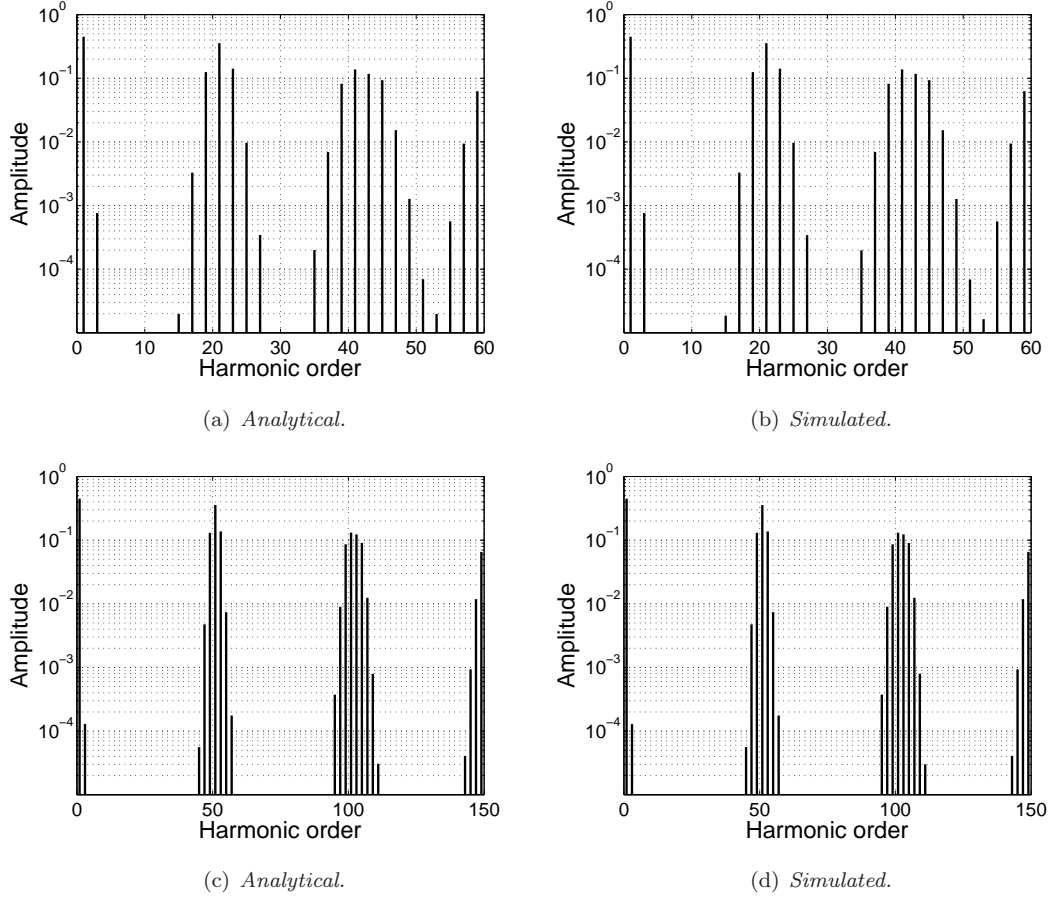 10^0 10^0
10^-1 10^-1
10^-2 10^-2
10^-3 10^-3
10^-4 10^-4
Amplitude Amplitude
0 10 20 30 40 50 60 0 10 20 30 40 50 60
Harmonic order Harmonic order
(a) Analytical. (b) Simulated.
10^0 10^0
10^-1 10^-1
10^-2 10^-2
10^-3 10^-3
10^-4 10^-4
Amplitude Amplitude
0 50 100 150 0 50 100 150
Harmonic order Harmonic order
(c) Analytical. (d) Simulated.